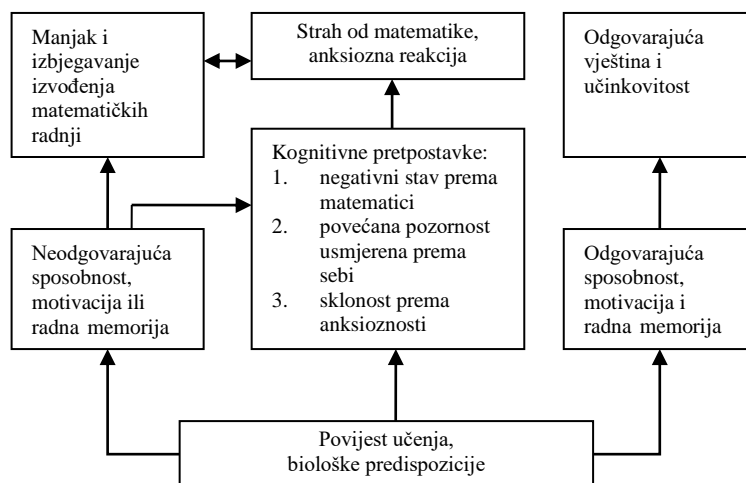 Manjak i
izbjegavanje
izvođenja
matematičkih
radnji
Strah od matematike,
anksiozna reakcija
Odgovarajuća
vještina i
učinkovitost
Kognitivne pretpostavke:
1. negativni stav prema
matematici
2. povećana pozornost
usmjerena prema
sebi
3. sklonost prema
anksioznosti
Neodgovarajuća
sposobnost,
motivacija ili
radna memorija
Odgovarajuća
sposobnost,
motivacija i
radna memorija
Povijest učenja,
biološke predispozicije